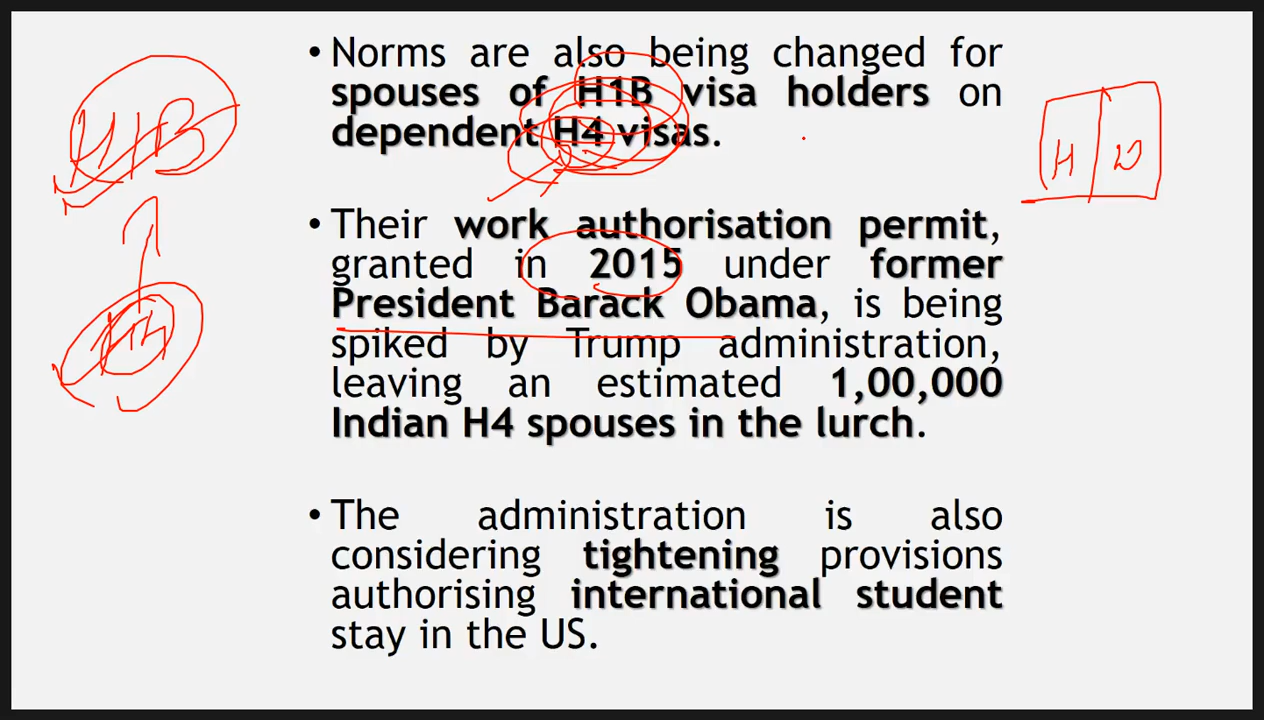 • Norms are also being changed for
spouses of H1B visa holders on
dependent H4 visas.
• Their work authorisation permit,
granted in 2015 under former
President Barack Obama, is being
spiked by Trump administration,
leaving an estimated 1,00,000
Indian H4 spouses in the lurch.
• The administration is also
considering tightening provisions
authorising international student
stay in the US.
H1B
H4
H W